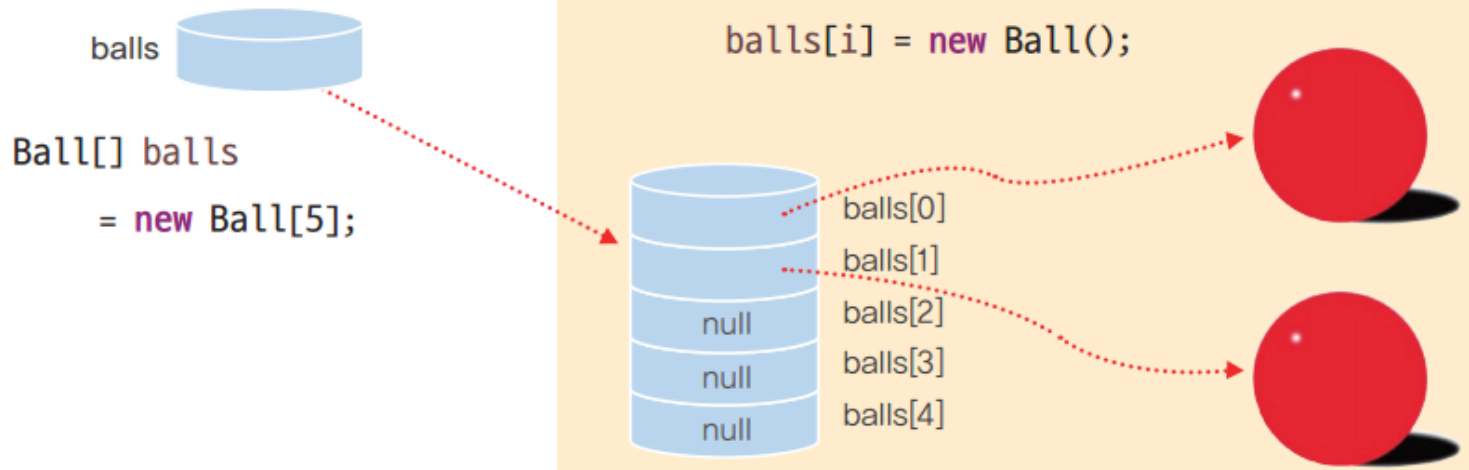 balls
Ball[] balls
= new Ball[5];
balls[i] = new Ball();
balls[0]
balls[1]
null balls[2]
null balls[3]
null balls[4]